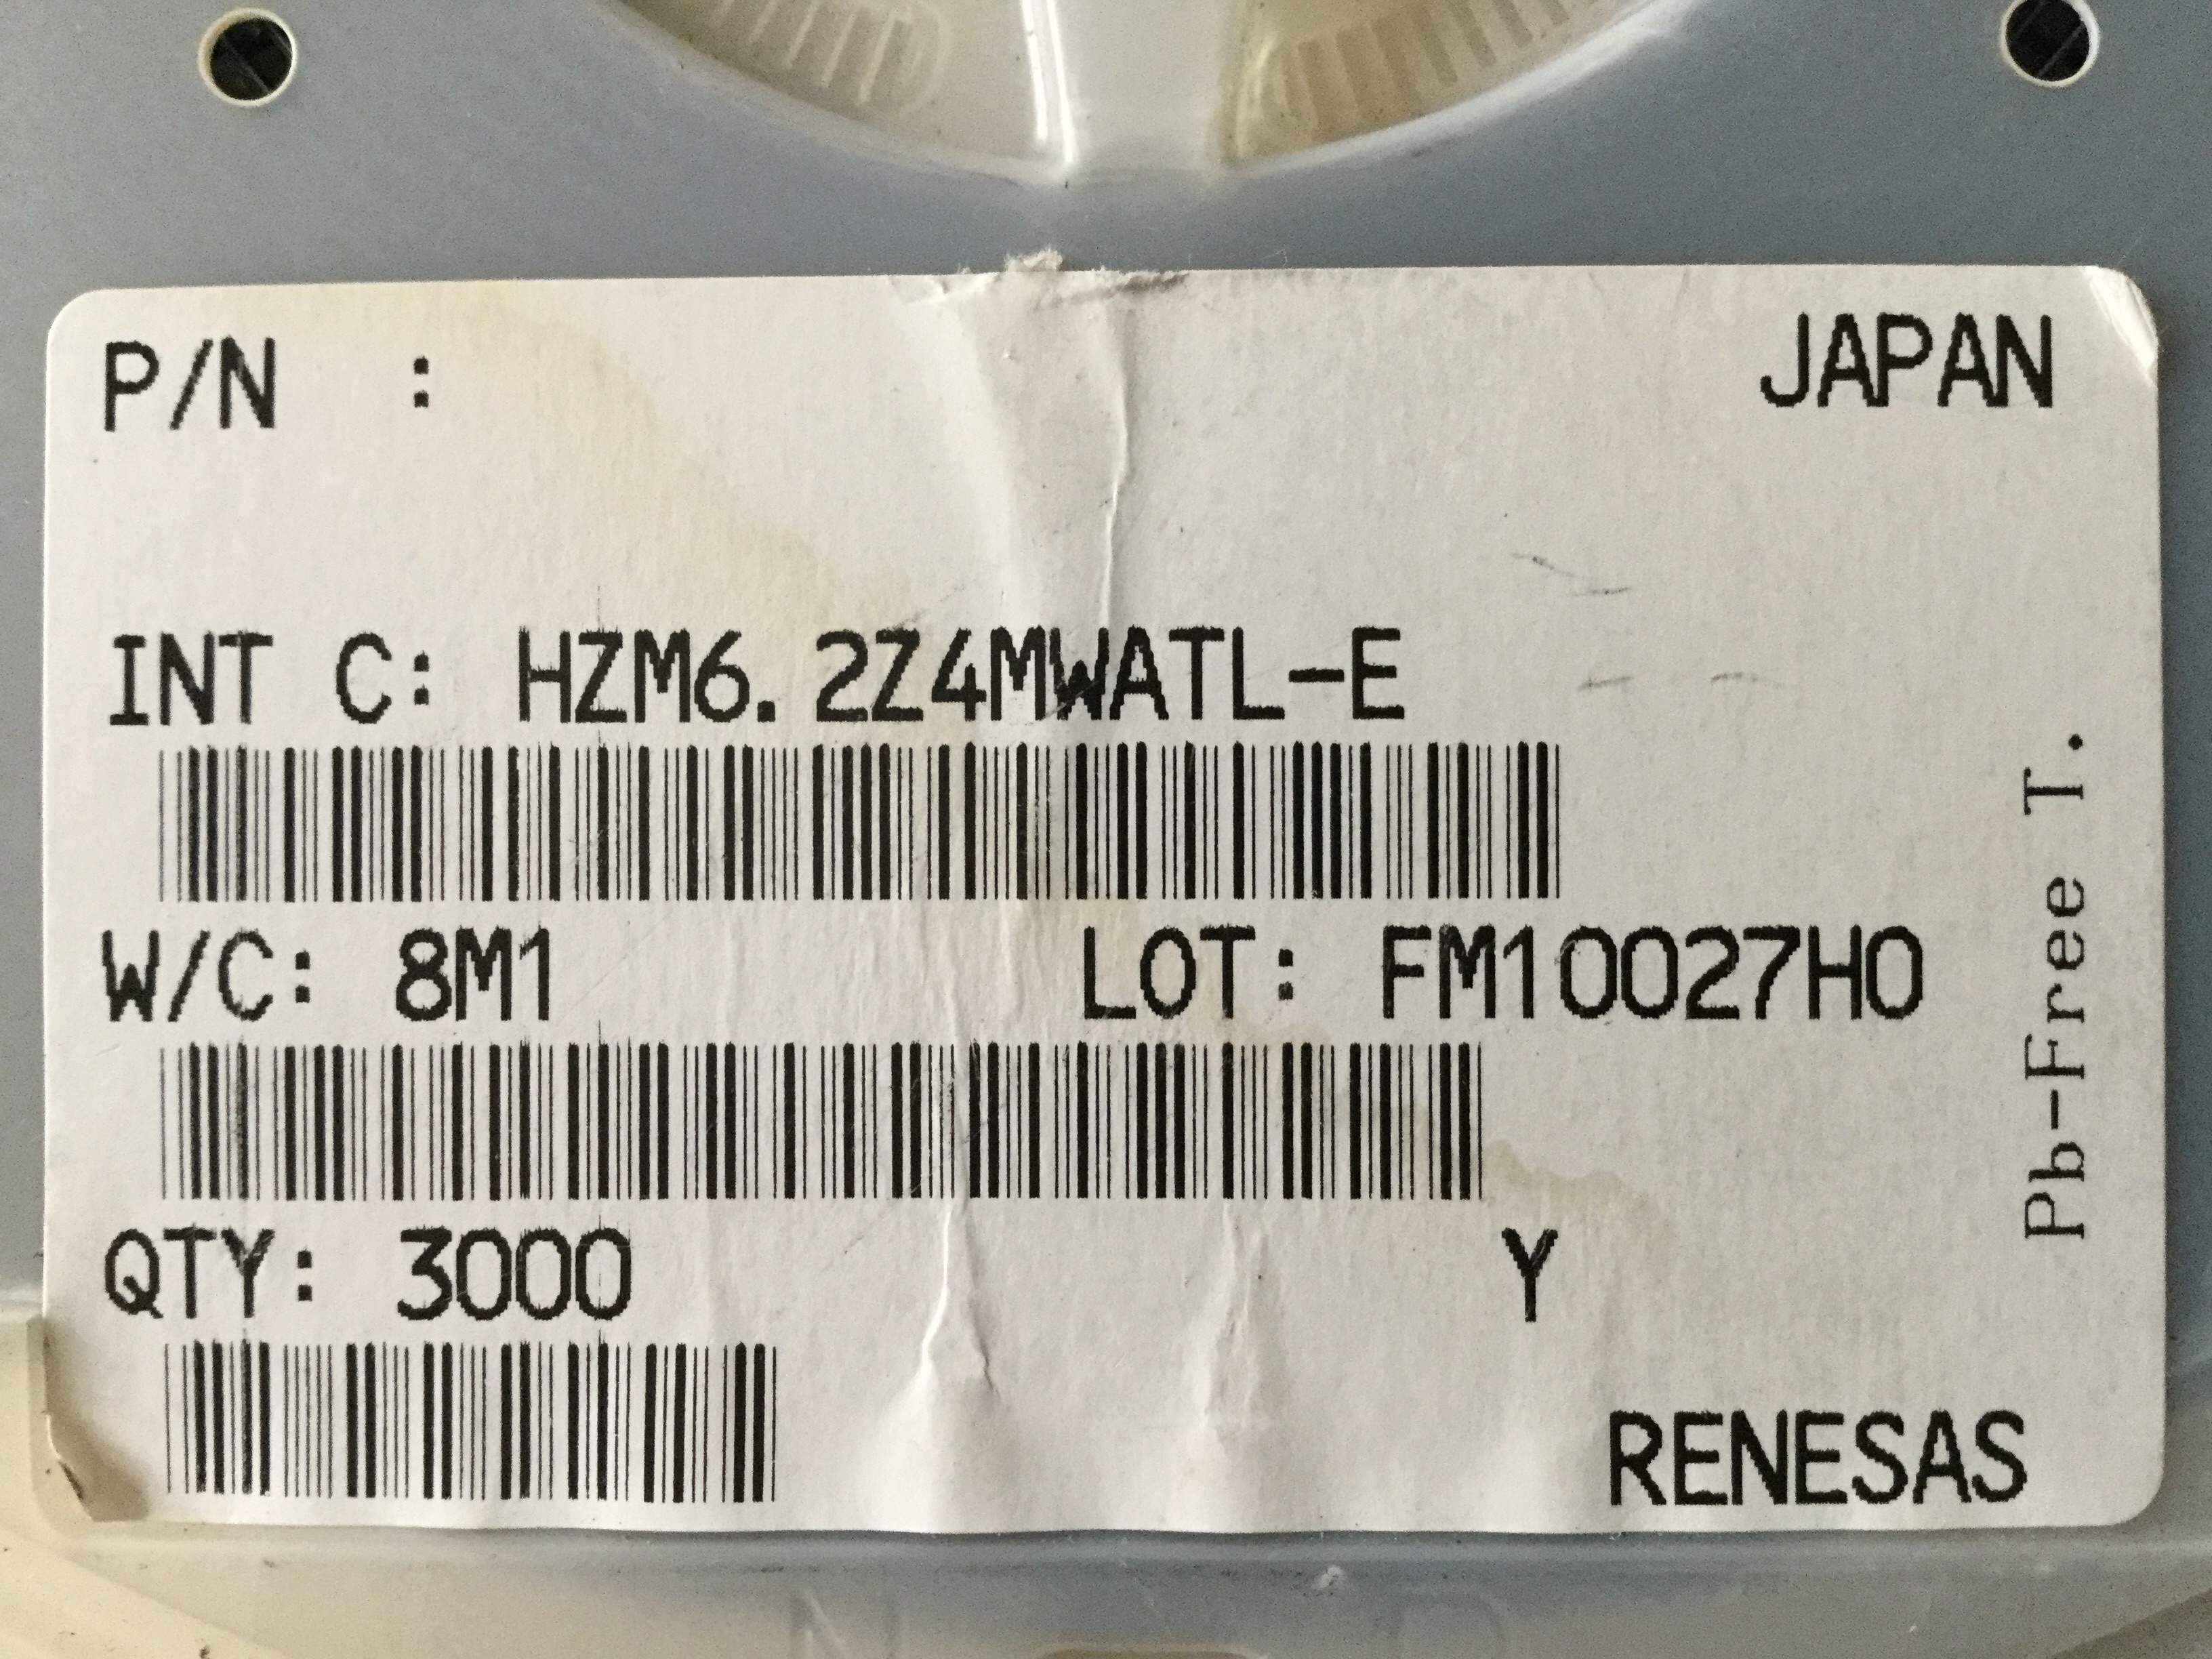 P/N : JAPAN
INT C: HZM6.2Z4MWATL-E
W/C: 8M1 LOT: FM10027H0
QTY: 3000 Y
RENESAS
Pb-Free T.